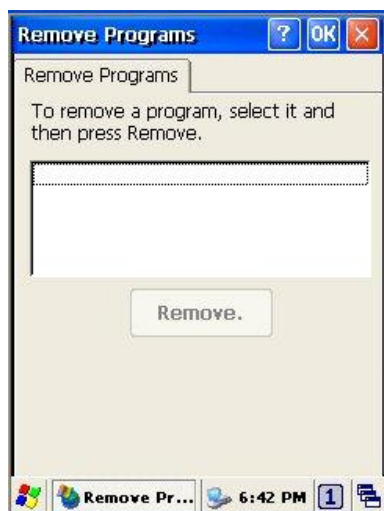 Remove Programs
? OK
Remove Programs
To remove a program, select it and
then press Remove.
Remove.
Remove Pr... 6:42 PM 1